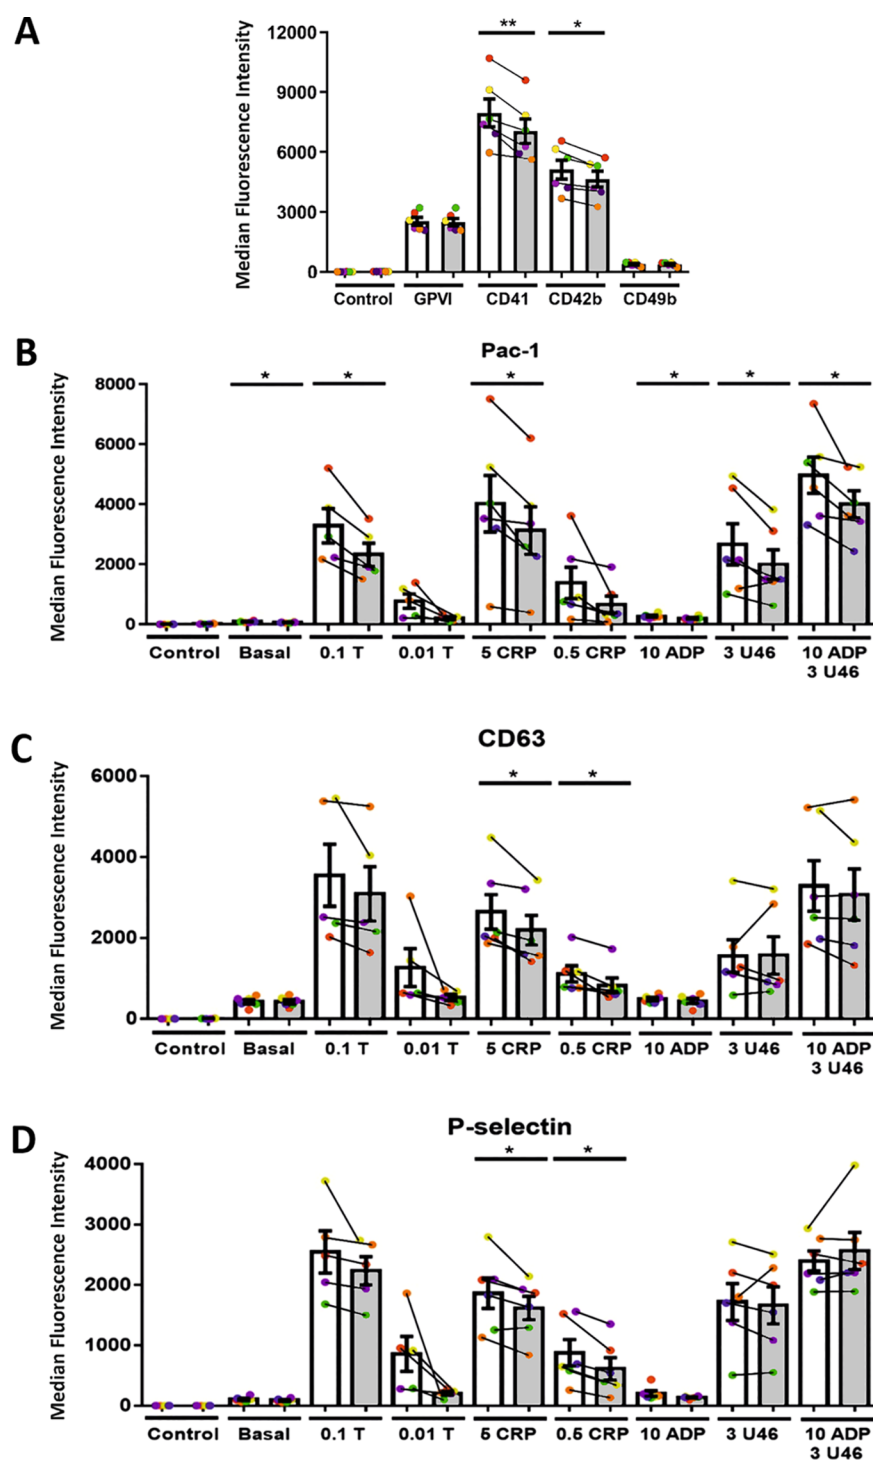 A
Median Fluorescence Intensity
12000
9000
6000
3000
0
** *
Control GPVI CD41 CD42b CD49b
B
Pac-1
Median Fluorescence Intensity
8000
6000
4000
2000
0
* * * * * *
Control Basal 0.1 T 0.01 T 5 CRP 0.5 CRP 10 ADP 3 U46 10 ADP
3 U46
C
CD63
Median Fluorescence Intensity
6000
4000
2000
0
* *
Control Basal 0.1 T 0.01 T 5 CRP 0.5 CRP 10 ADP 3 U46 10 ADP
3 U46
D
P-selectin
Median Fluorescence Intensity
4000
3000
2000
1000
0
* *
Control Basal 0.1 T 0.01 T 5 CRP 0.5 CRP 10 ADP 3 U46 10 ADP
3 U46